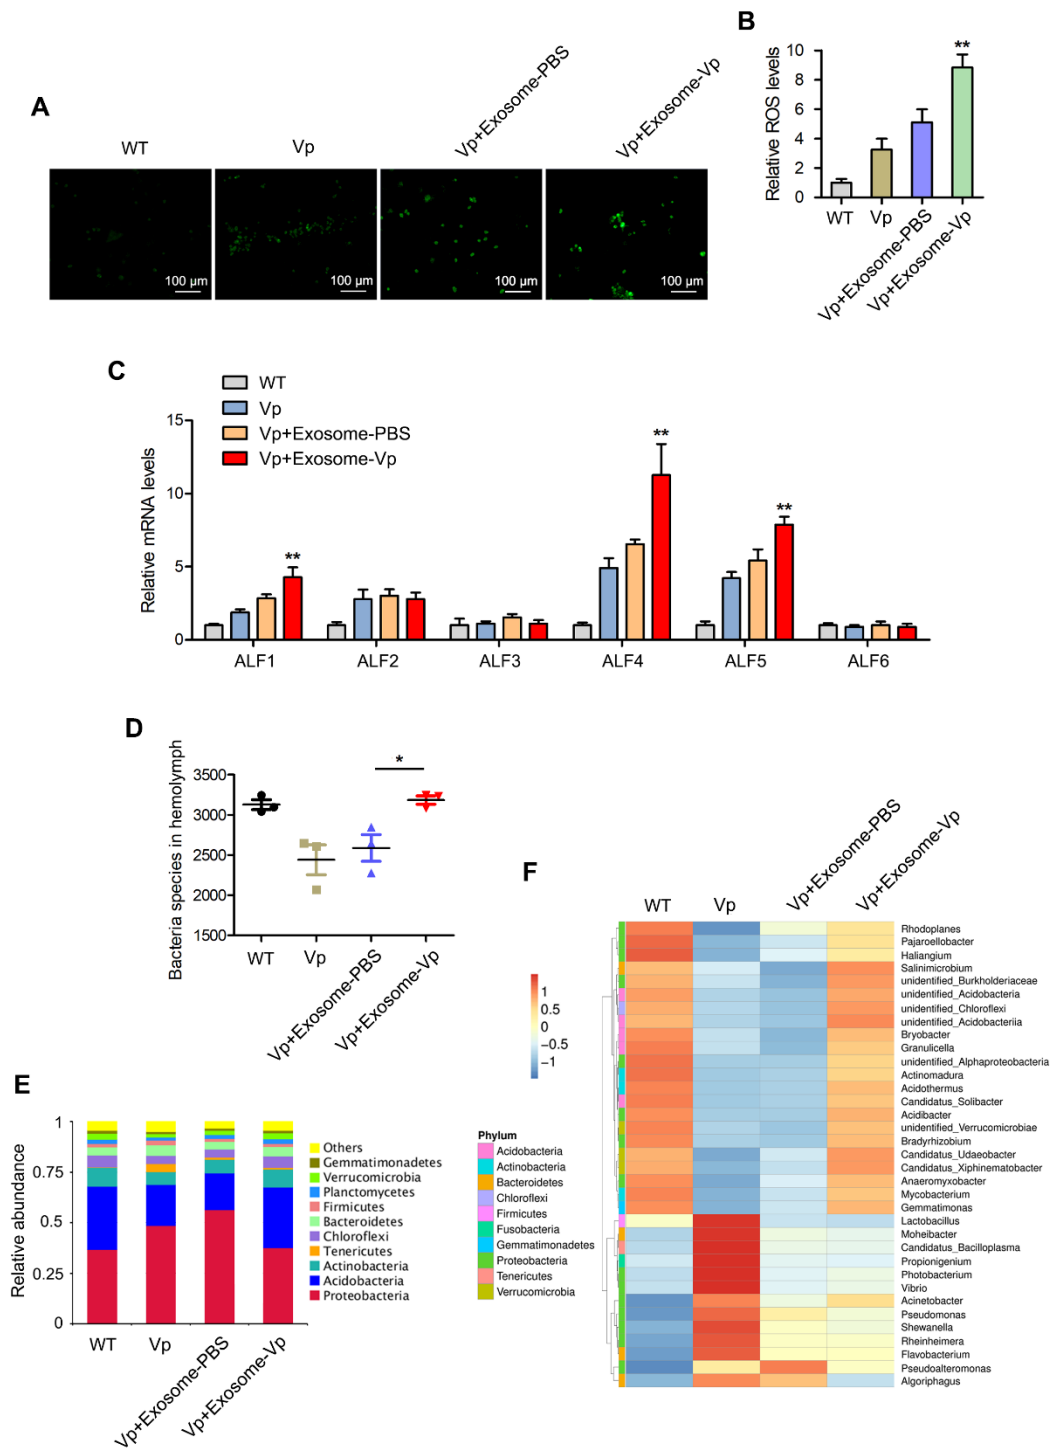 A
WT
Vp
Vp+Exosome-PBS
Vp+Exosome-Vp
100 µm
100 µm
100 µm
100 µm
B
Relative ROS levels
10
8
6
4
2
0
**
WT
Vp
Vp+Exosome-PBS
Vp+Exosome-Vp
C
WT
Vp
Vp+Exosome-PBS
Vp+Exosome-Vp
Relative mRNA levels
15
10
5
0
**
**
**
ALF1
ALF2
ALF3
ALF4
ALF5
ALF6
D
Bacteria species in hemolymph
3500
3000
2500
2000
1500
*
WT
Vp
Vp+Exosome-PBS
Vp+Exosome-Vp
E
Relative abundance
1
0.75
0.5
0.25
0
WT
Vp
Vp+Exosome-PBS
Vp+Exosome-Vp
Others
Gemmatimonadetes
Verrucomicrobia
Planctomycetes
Firmicutes
Bacteroidetes
Chloroflexi
Tenericutes
Actinobacteria
Acidobacteria
Proteobacteria
F
WT
Vp
Vp+Exosome-PBS
Vp+Exosome-Vp
1
0.5
0
−0.5
−1
Phylum
Acidobacteria
Actinobacteria
Bacteroidetes
Chloroflexi
Firmicutes
Fusobacteria
Gemmatimonadetes
Proteobacteria
Tenericutes
Verrucomicrobia
Rhodoplanes
Pajaroellobacter
Haliangium
Salinimicrobium
unidentified_Burkholderiaceae
unidentified_Acidobacteria
unidentified_Chloroflexi
unidentified_Acidobacteriia
Bryobacter
Granulicella
unidentified_Alphaproteobacteria
Actinomadura
Acidothermus
Candidatus_Solibacter
Acidibacter
unidentified_Verrucomicrobiae
Bradyrhizobium
Candidatus_Udaeobacter
Candidatus_Xiphinematobacter
Anaeromyxobacter
Mycobacterium
Gemmatimonas
Lactobacillus
Moheibacter
Candidatus_Bacilloplasma
Propionigenium
Photobacterium
Vibrio
Acinetobacter
Pseudomonas
Shewanella
Rheinheimera
Flavobacterium
Pseudoalteromonas
Algoriphagus